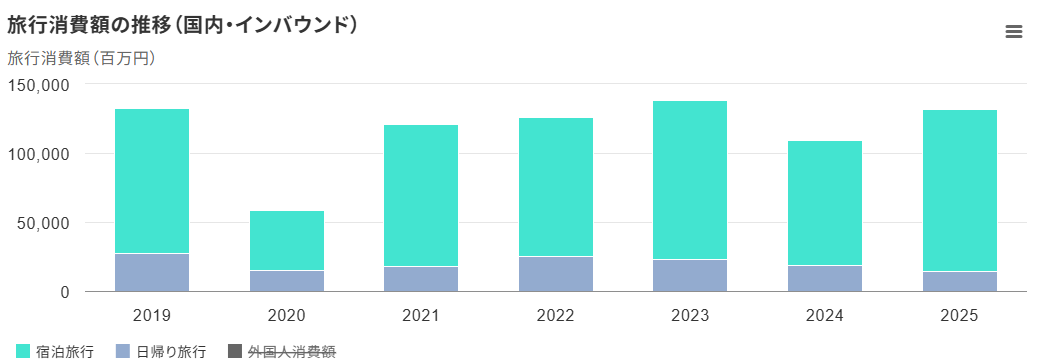 旅行消費額の推移（国内・インバウンド）
旅行消費額（百万円）
150,000
100,000
50,000
0
2019 2020 2021 2022 2023 2024 2025
宿泊旅行 日帰り旅行 外国人消費額